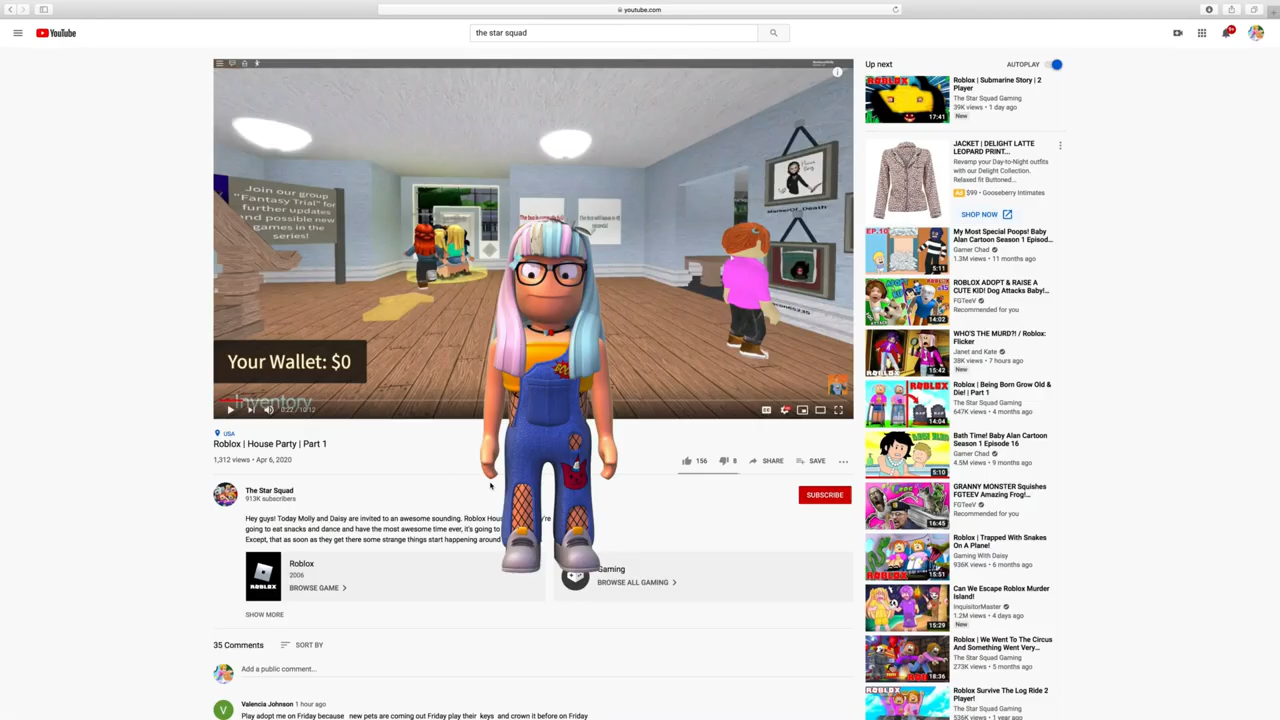 youtube.com
YouTube
the star squad
9+
Join our group
"Fantasy Trial" for
further updates
and possible new
games in the
series!
Your Wallet: $0
Inventory
0:22 / 10:12
USA
Roblox | House Party | Part 1
1,312 views • Apr 6, 2020
156
8
SHARE
SAVE
The Star Squad
913K subscribers
SUBSCRIBE
Hey guys! Today Molly and Daisy are invited to an awesome sounding. Roblox
going to eat snacks and dance and have the most awesome time ever, it's going to
Except, that as soon as they get there some strange things start happening around
ROBLOX
Roblox
2006
BROWSE GAME
Gaming
BROWSE ALL GAMING
SHOW MORE
35 Comments
SORT BY
Add a public comment...
V
Valencia Johnson 1 hour ago
Play adopt me on Friday because new pets are coming out Friday play their keys and crown it before on Friday
Up next
AUTOPLAY
ROBLOX
17:41
Roblox | Submarine Story | 2
Player
The Star Squad Gaming
39K views • 1 day ago
New
JACKET | DELIGHT LATTE
LEOPARD PRINT...
Revamp your Day-to-Night outfits
with our Delight Collection.
Relaxed fit Buttoned...
Ad $99 • Gooseberry Intimates
SHOP NOW
EP.10
5:11
My Most Special Poops! Baby
Alan Cartoon Season 1 Episod...
Gamer Chad
1.3M views • 11 months ago
14:02
ROBLOX ADOPT & RAISE A
CUTE KID! Dog Attacks Baby!...
FGTeeV
Recommended for you
ROBLOX
15:42
WHO'S THE MURD?! / Roblox:
Flicker
Janet and Kate
38K views • 7 hours ago
New
ROBLOX
14:04
Roblox | Being Born Grow Old &
Die! | Part 1
The Star Squad Gaming
647K views • 4 months ago
5:10
Bath Time! Baby Alan Cartoon
Season 1 Episode 16
Gamer Chad
4.5M views • 9 months ago
16:45
GRANNY MONSTER Squishes
FGTEEV Amazing Frog!...
FGTeeV
Recommended for you
15:51
Roblox | Trapped With Snakes
On A Plane!
Gaming With Daisy
936K views • 6 months ago
15:29
Can We Escape Roblox Murder
Island!
InquisitorMaster
1.2M views • 4 days ago
New
ROBLOX
18:36
Roblox | We Went To The Circus
And Something Went Very...
The Star Squad Gaming
273K views • 5 months ago
ROBLOX
Roblox Survive The Log Ride 2
Player!
The Star Squad Gaming
536K views • 1 year ago